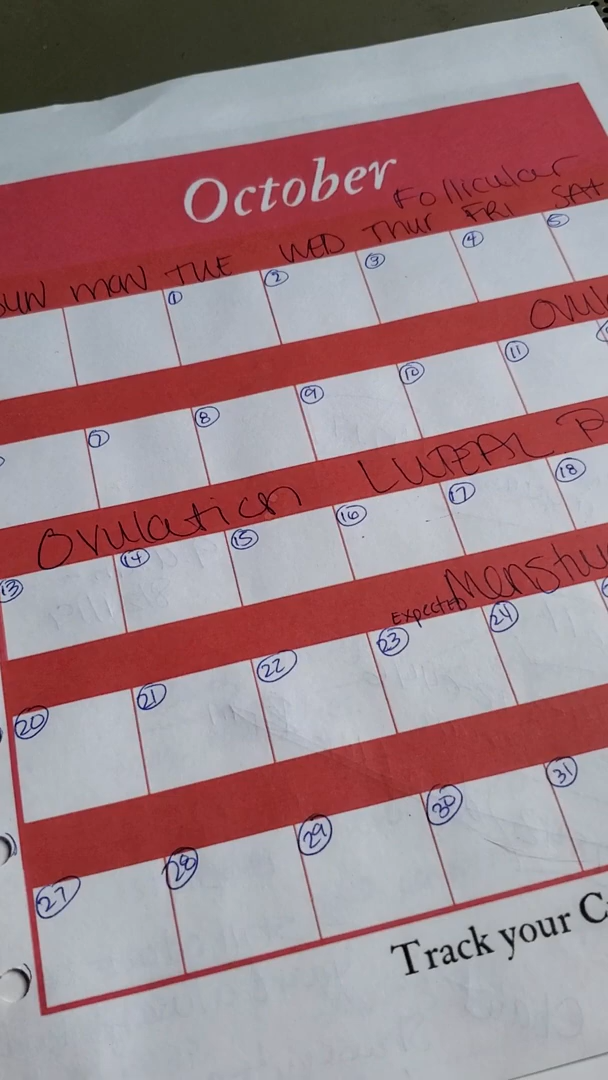 October
Follicular
SUN MON TUE WED THUR FRI SAT
1 2 3 4 5
OVU
7 8 9 10 11
Ovulation LUTEAL P
13 14 15 16 17 18
Expected Menstru
20 21 22 23 24
27 28 29 30 31
Track your C